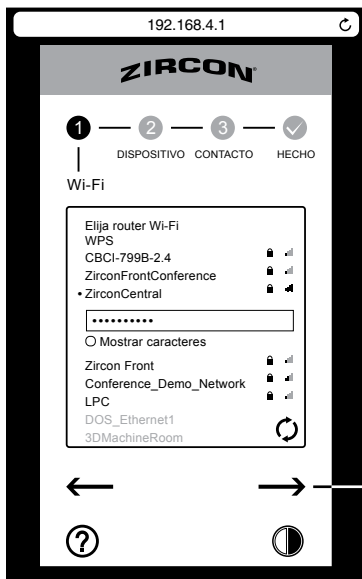 192.168.4.1
ZIRCON®
1 2 3
DISPOSITIVO CONTACTO HECHO
Wi-Fi
Elija router Wi-Fi
WPS
CBCI-799B-2.4
ZirconFrontConference
• ZirconCentral
••••••••••
Mostrar caracteres
Zircon Front
Conference_Demo_Network
LPC
DOS_Ethernet1
3DMachineRoom
?